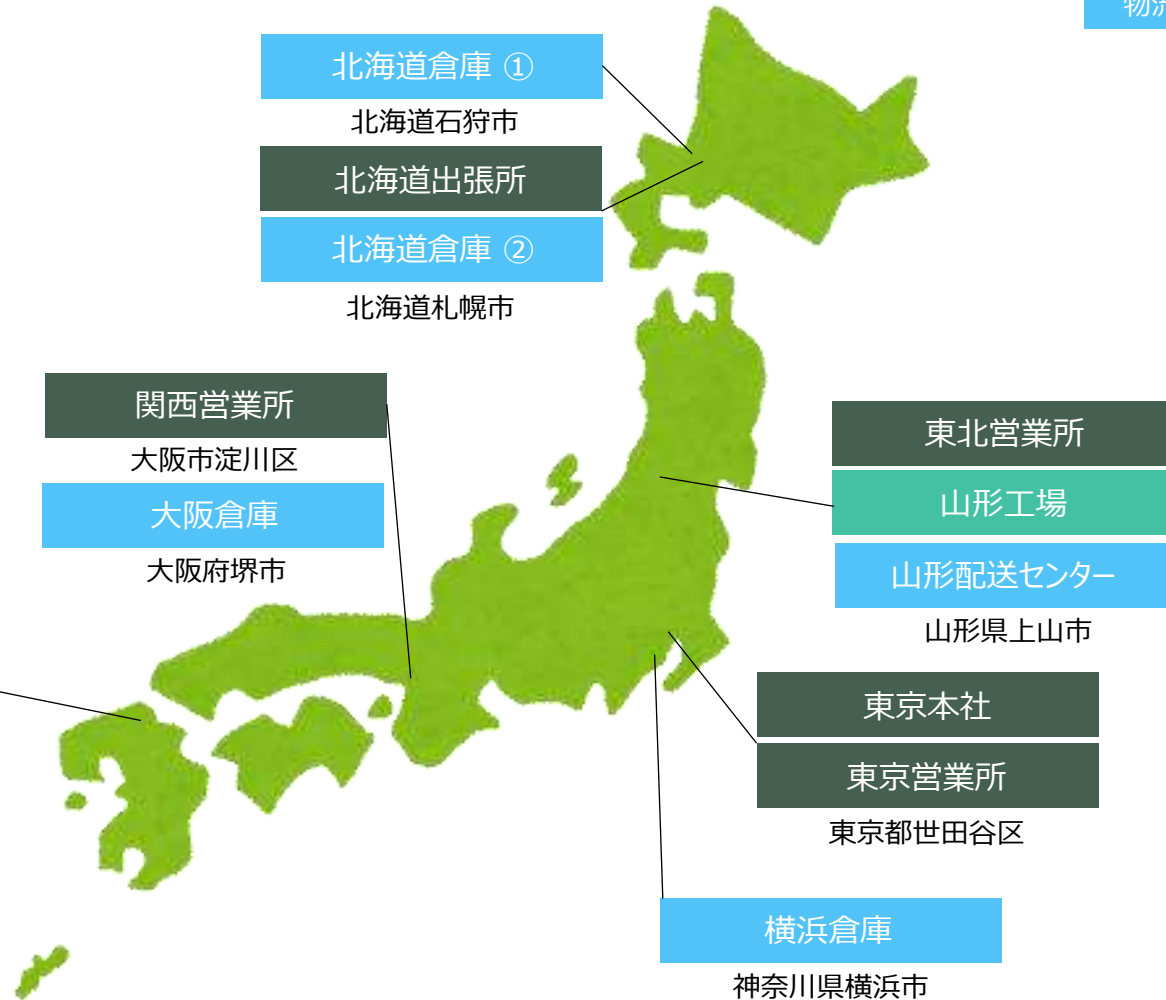 北海道倉庫 ①
北海道石狩市
北海道出張所
北海道倉庫 ②
北海道札幌市
関西営業所
大阪市淀川区
大阪倉庫
大阪府堺市
東北営業所
山形工場
山形配送センター
山形県上山市
東京本社
東京営業所
東京都世田谷区
横浜倉庫
神奈川県横浜市